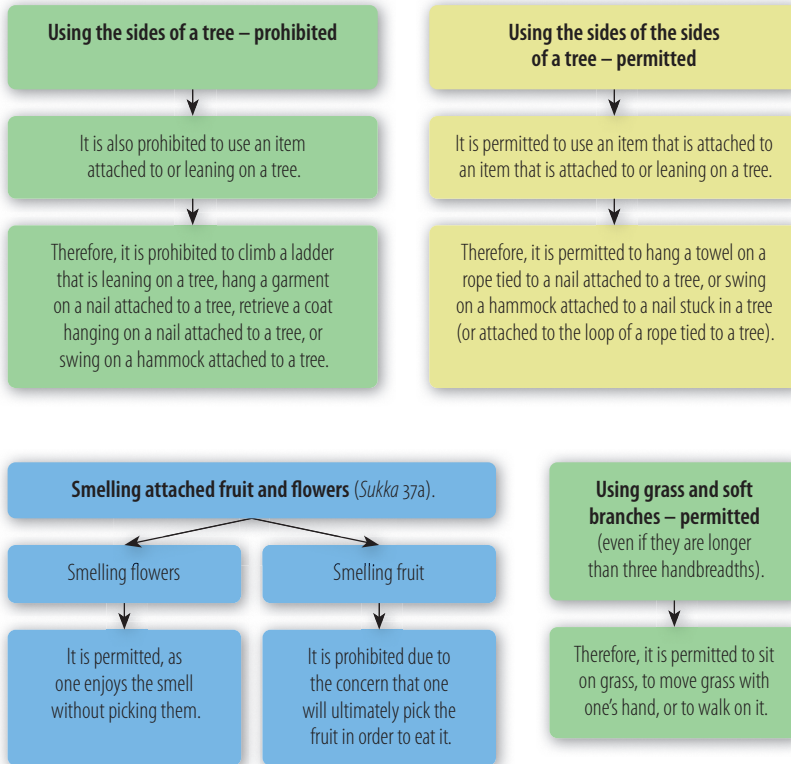 Using the sides of a tree – prohibited
It is also prohibited to use an item
attached to or leaning on a tree.
Therefore, it is prohibited to climb a ladder
that is leaning on a tree, hang a garment
on a nail attached to a tree, retrieve a coat
hanging on a nail attached to a tree, or
swing on a hammock attached to a tree.
Using the sides of the sides
of a tree – permitted
It is permitted to use an item that is attached to
an item that is attached to or leaning on a tree.
Therefore, it is permitted to hang a towel on a
rope tied to a nail attached to a tree, or swing
on a hammock attached to a nail stuck in a tree
(or attached to the loop of a rope tied to a tree).
Smelling attached fruit and flowers (Sukka 37a).
Smelling flowers
It is permitted, as
one enjoys the smell
without picking them.
Smelling fruit
It is prohibited due to
the concern that one
will ultimately pick the
fruit in order to eat it.
Using grass and soft
branches – permitted
(even if they are longer
than three handbreadths).
Therefore, it is permitted to sit
on grass, to move grass with
one's hand, or to walk on it.